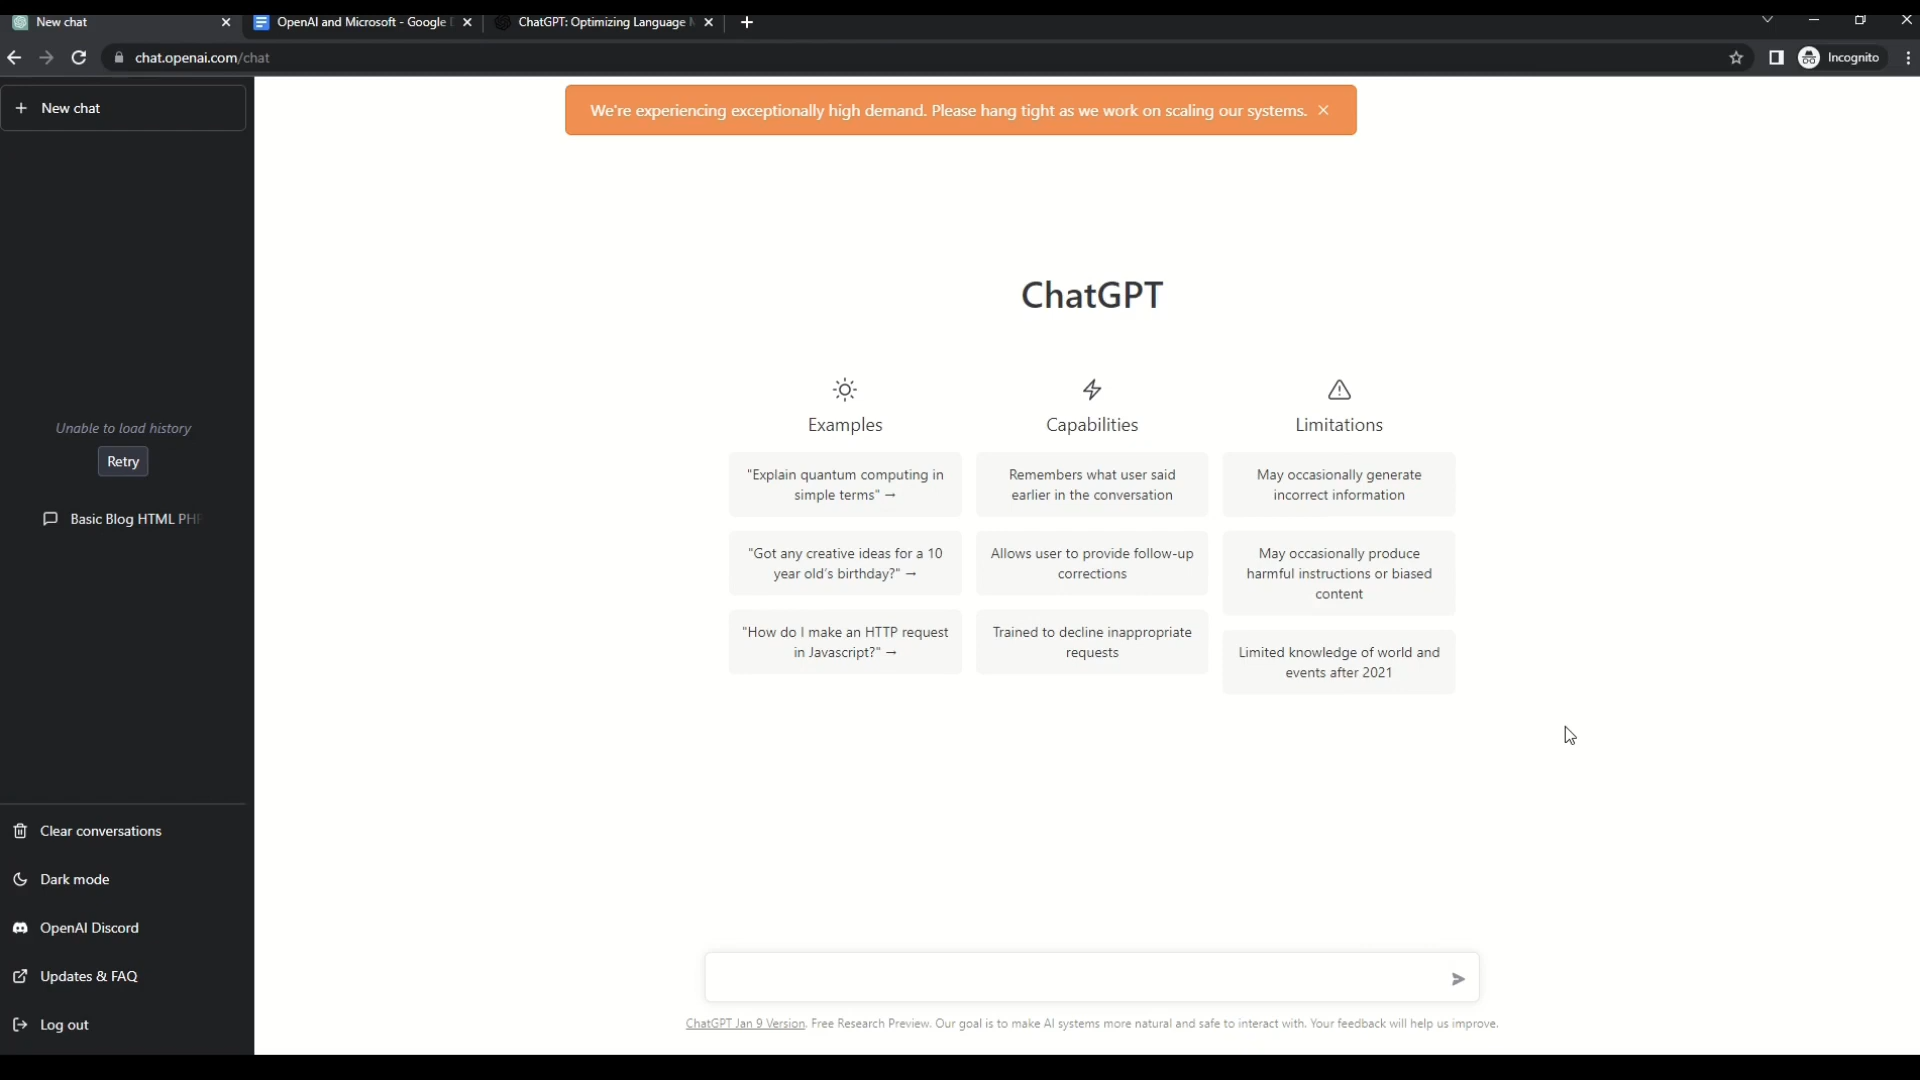 New chat
OpenAI and Microsoft - Google
ChatGPT: Optimizing Language
chat.openai.com/chat
Incognito
New chat
We're experiencing exceptionally high demand. Please hang tight as we work on scaling our systems.
ChatGPT
Examples
"Explain quantum computing in
simple terms" →
"Got any creative ideas for a 10
year old's birthday?" →
"How do I make an HTTP request
in Javascript?" →
Capabilities
Remembers what user said
earlier in the conversation
Allows user to provide follow-up
corrections
Trained to decline inappropriate
requests
Limitations
May occasionally generate
incorrect information
May occasionally produce
harmful instructions or biased
content
Limited knowledge of world and
events after 2021
Unable to load history
Retry
Basic Blog HTML PHP
Clear conversations
Dark mode
OpenAI Discord
Updates & FAQ
Log out
ChatGPT Jan 9 Version. Free Research Preview. Our goal is to make AI systems more natural and safe to interact with. Your feedback will help us improve.